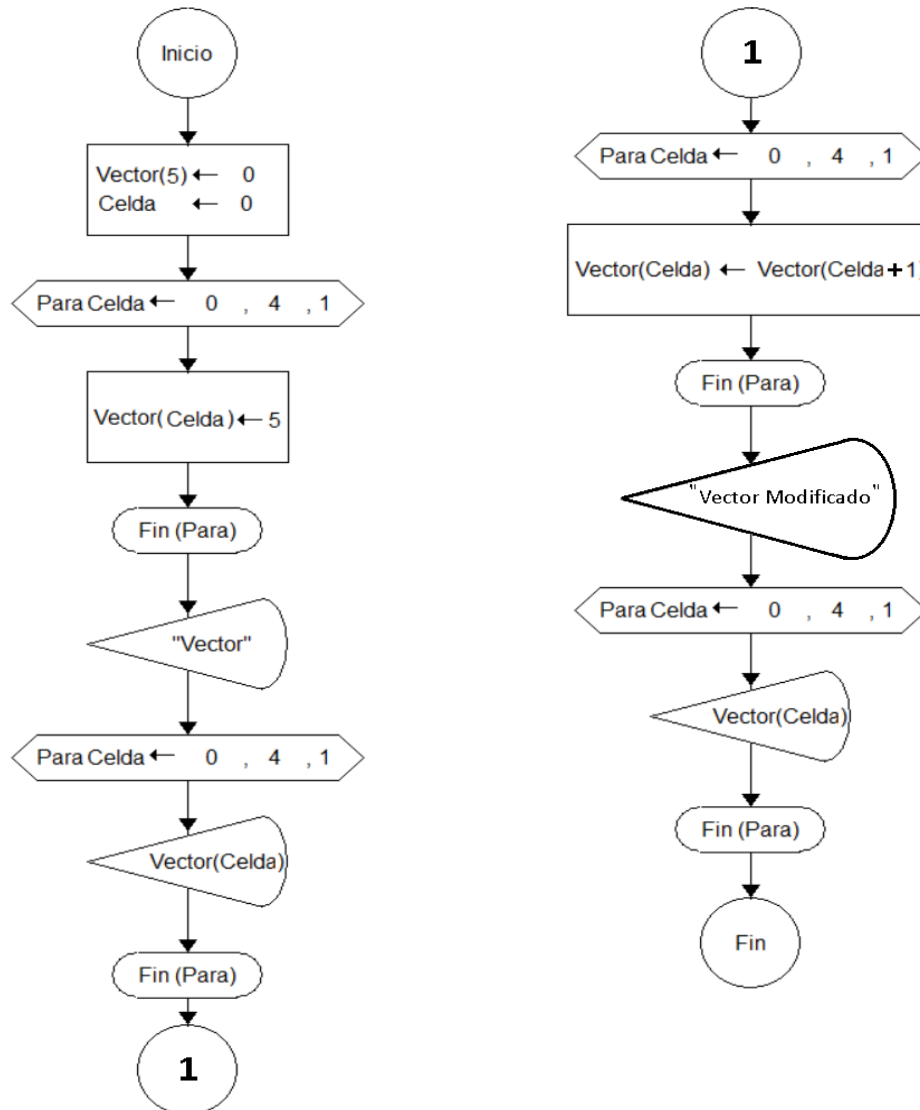 Inicio
Vector(5) ← 0
Celda ← 0
Para Celda ← 0 , 4 , 1
Vector(Celda) ← 5
Fin (Para)
"Vector"
Para Celda ← 0 , 4 , 1
Vector(Celda)
Fin (Para)
1
1
Para Celda ← 0 , 4 , 1
Vector(Celda) ← Vector(Celda+1)
Fin (Para)
"Vector Modificado"
Para Celda ← 0 , 4 , 1
Vector(Celda)
Fin (Para)
Fin